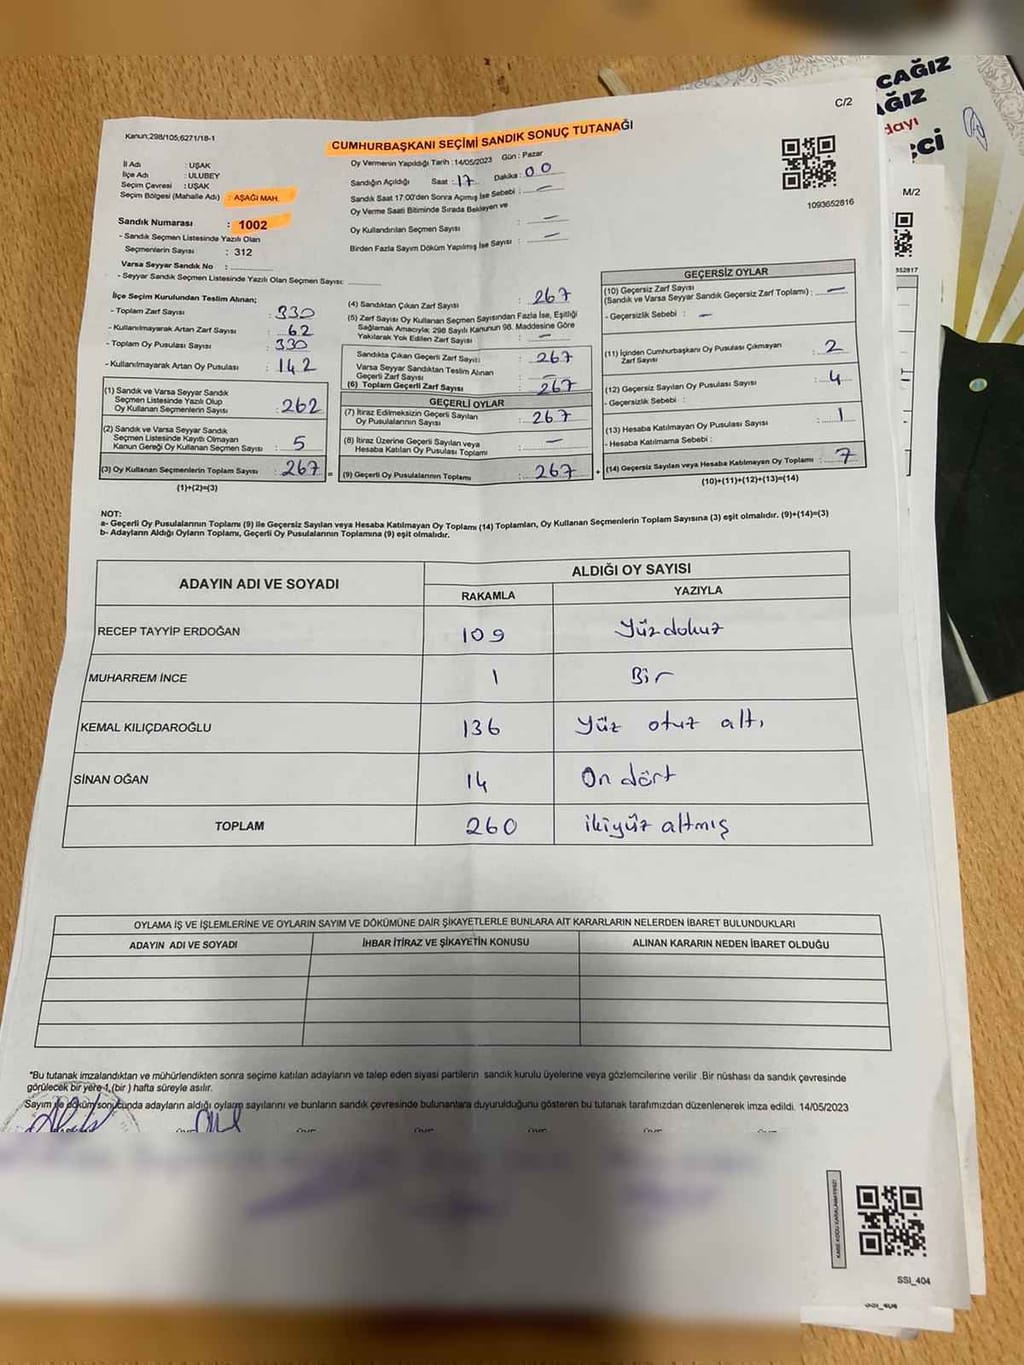 CAĞIZ
AĞIZ
dayı
ÇCİ
C/2
M/2
Kanun;298/105;6271/18-1
CUMHURBAŞKANI SEÇİMİ SANDIK SONUÇ TUTANAĞI
İl Adı : UŞAK
İlçe Adı : ULUBEY
Seçim Çevresi : UŞAK
Seçim Bölgesi (Mahalle Adı) : AŞAĞI MAH.
Sandık Numarası : 1002
- Sandık Seçmen Listesinde Yazılı Olan
Seçmenlerin Sayısı : 312
Varsa Seyyar Sandık No :
- Seyyar Sandık Seçmen Listesinde Yazılı Olan Seçmen Sayısı:
Oy Vermenin Yapıldığı Tarih : 14/05/2023 Gün : Pazar
Sandığın Açıldığı Saat : 17 Dakika : 00
Sandık Saat 17:00'den Sonra Açımış İse Sebebi : —
Oy Verme Saati Bitiminde Sırada Bekleyen ve
Oy Kullandırılan Seçmen Sayısı : —
Birden Fazla Sayım Döküm Yapılmış İse Sayısı : —
1093652816
552817
İlçe Seçim Kurulundan Teslim Alınan;
- Toplam Zarf Sayısı : 330
- Kullanılmayarak Artan Zarf Sayısı : 62
- Toplam Oy Pusulası Sayısı : 330
- Kullanılmayarak Artan Oy Pusulası : 142
(1) Sandık ve Varsa Seyyar Sandık
Seçmen Listesinde Yazılı Olup
Oy Kullanan Seçmenlerin Sayısı : 262
(2) Sandık ve Varsa Seyyar Sandık
Seçmen Listesinde Kayıtlı Olmayan
Kanun Gereği Oy Kullanan Seçmen Sayısı : 5
(3) Oy Kullanan Seçmenlerin Toplam Sayısı : 267 =
(1)+(2)=(3)
(4) Sandıktan Çıkan Zarf Sayısı : 267
(5) Zarf Sayısı Oy Kullanan Seçmen Sayısından Fazla İse, Eşitliği
Sağlamak Amacıyla; 298 Sayılı Kanunun 98. Maddesine Göre
Yakılarak Yok Edilen Zarf Sayısı : —
Sandıkta Çıkan Geçerli Zarf Sayısı : 267
Varsa Seyyar Sandıktan Teslim Alınan
Geçerli Zarf Sayısı : —
(6) Toplam Geçerli Zarf Sayısı : 267
GEÇERLİ OYLAR
(7) İtiraz Edilmeksizin Geçerli Sayılan
Oy Pusulasının Sayısı : 267
(8) İtiraz Üzerine Geçerli Sayılan veya
Hesaba Katılan Oy Pusulası Toplamı : —
(9) Geçerli Oy Pusulalarının Toplamı : 267 +
GEÇERSİZ OYLAR
(10) Geçersiz Zarf Sayısı
(Sandık ve Varsa Seyyar Sandık Geçersiz Zarf Toplamı) : —
- Geçersizlik Sebebi : —
(11) İçinden Cumhurbaşkanı Oy Pusulası Çıkmayan
Zarf Sayısı : 2
(12) Geçersiz Sayılan Oy Pusulası Sayısı : 4
- Geçersizlik Sebebi :
(13) Hesaba Katılmayan Oy Pusulası Sayısı : 1
- Hesaba Katılmama Sebebi :
(14) Geçersiz Sayılan veya Hesaba Katılmayan Oy Toplamı : 7
(10)+(11)+(12)+(13)=(14)
NOT:
a- Geçerli Oy Pusulalarının Toplamı (9) ile Geçersiz Sayılan veya Hesaba Katılmayan Oy Toplamı (14) Toplamları, Oy Kullanan Seçmenlerin Toplam Sayısına (3) eşit olmalıdır. (9)+(14)=(3)
b- Adayların Aldığı Oyların Toplamı, Geçerli Oy Pusulalarının Toplamına (9) eşit olmalıdır.
ADAYIN ADI VE SOYADI ALDIĞI OY SAYISI
RAKAMLA YAZIYLA
RECEP TAYYİP ERDOĞAN 109 Yüzdokuz
MUHARREM İNCE 1 Bir
KEMAL KILIÇDAROĞLU 136 Yüz otuz altı
SİNAN OĞAN 14 On dört
TOPLAM 260 ikiyüz altmış
OYLAMA İŞ VE İŞLEMLERİNE VE OYLARIN SAYIM VE DÖKÜMÜNE DAİR ŞİKAYETLERLE BUNLARA AİT KARARLARIN NELERDEN İBARET BULUNDUKLARI
ADAYIN ADI VE SOYADI İHBAR İTİRAZ VE ŞİKAYETİN KONUSU ALINAN KARARIN NEDEN İBARET OLDUĞU
*Bu tutanak imzalandıktan ve mühürlendikten sonra seçime katılan adayların ve talep eden siyasi partilerin sandık kurulu üyelerine veya gözlemcilerine verilir .Bir nüshası da sandık çevresinde
görülecek bir yere 1,(bir ) hafta süreyle asılır.
Sayım ve döküm sonucunda adayların aldığı oyların sayılarını ve bunların sandık çevresinde bulunanlara duyurulduğunu gösteren bu tutanak tarafımızdan düzenlenerek imza edildi. 14/05/2023
SSI_404